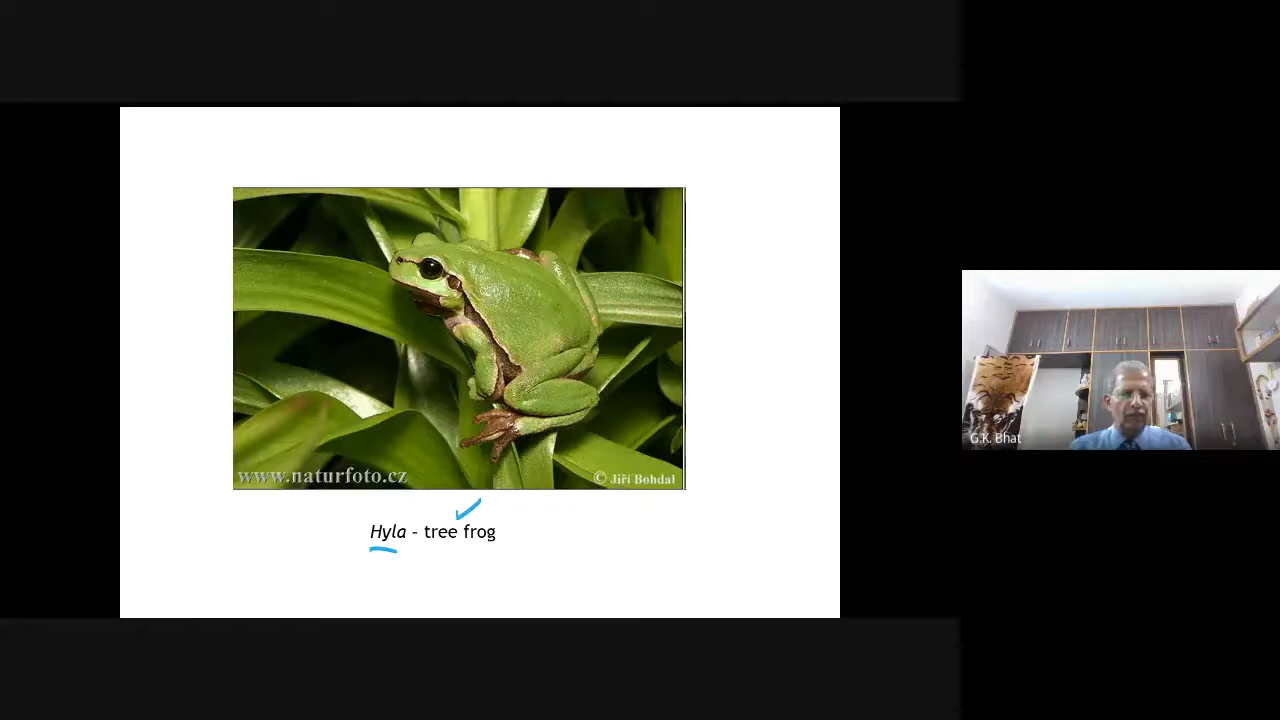 www.naturfoto.cz
© Jiří Bohdal
Hyla – tree frog
G.K. Bhat